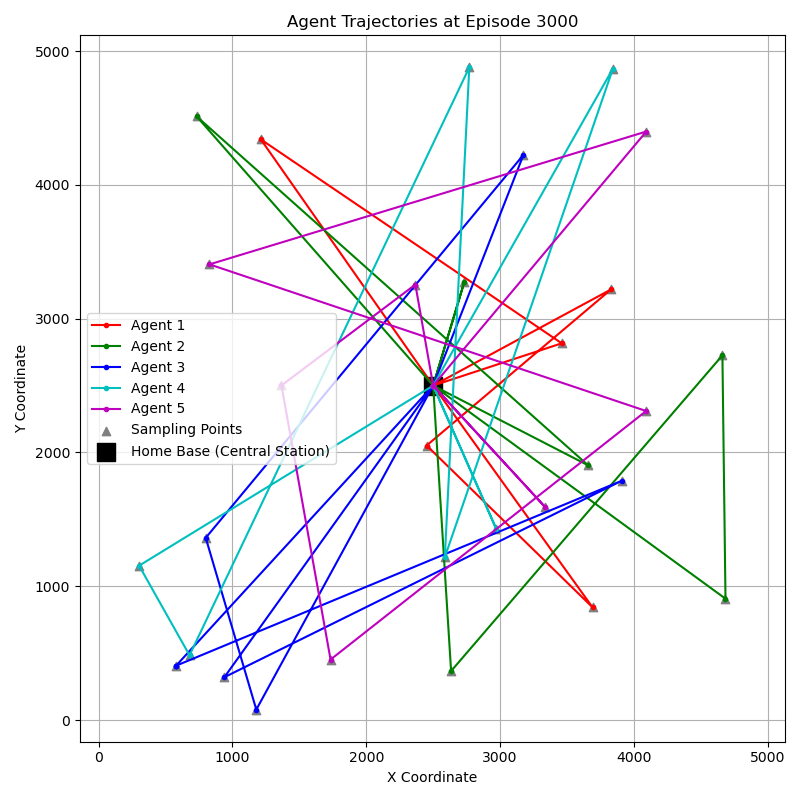 Agent Trajectories at Episode 3000
Y Coordinate
5000
4000
3000
2000
1000
0
Agent 1
Agent 2
Agent 3
Agent 4
Agent 5
Sampling Points
Home Base (Central Station)
0 1000 2000 3000 4000 5000
X Coordinate